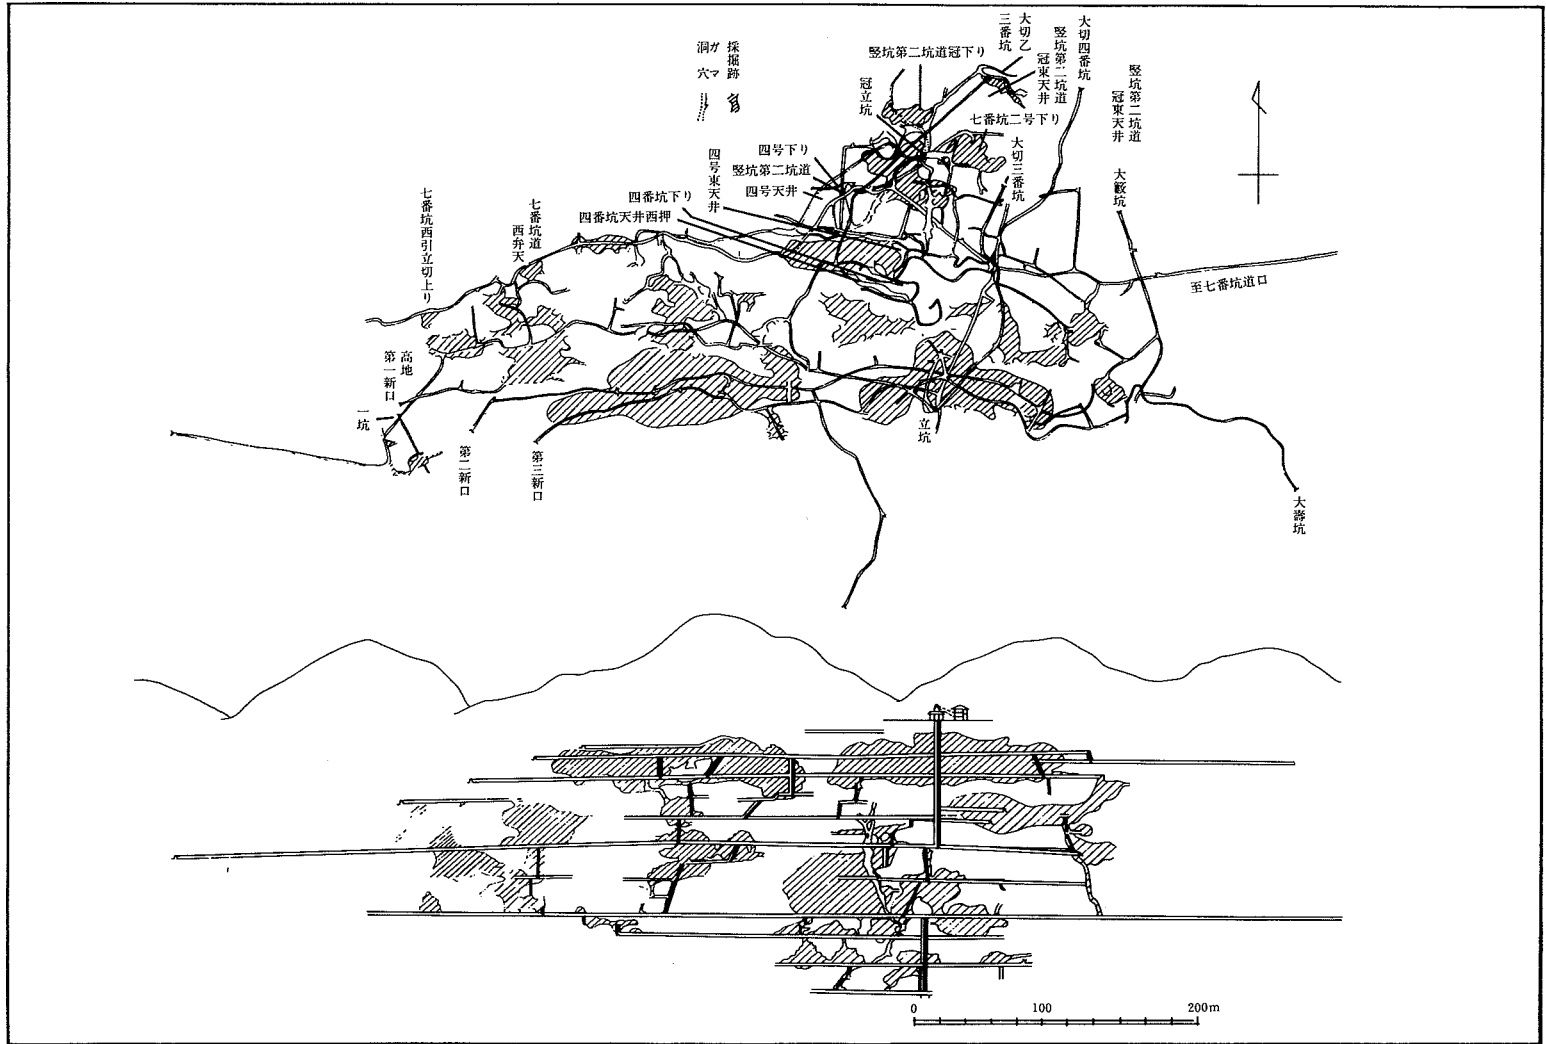 採掘跡
ガマ
洞穴
竪坑第二坑道冠下り
冠立坑
大切乙
三番坑
竪坑第二坑道
冠東天井
大切四番坑
竪坑第二坑道
冠東天井
七番坑二号下り
大切三番坑
大籔坑
四号下り
竪坑第二坑道
四号天井
四号東天井
四番坑下り
四番坑天井西押
七番坑道
西弁天
七番坑西引立切上り
至七番坑道口
高地
第一新口
一坑
第二新口
第三新口
立坑
大壽坑
0
100
200m